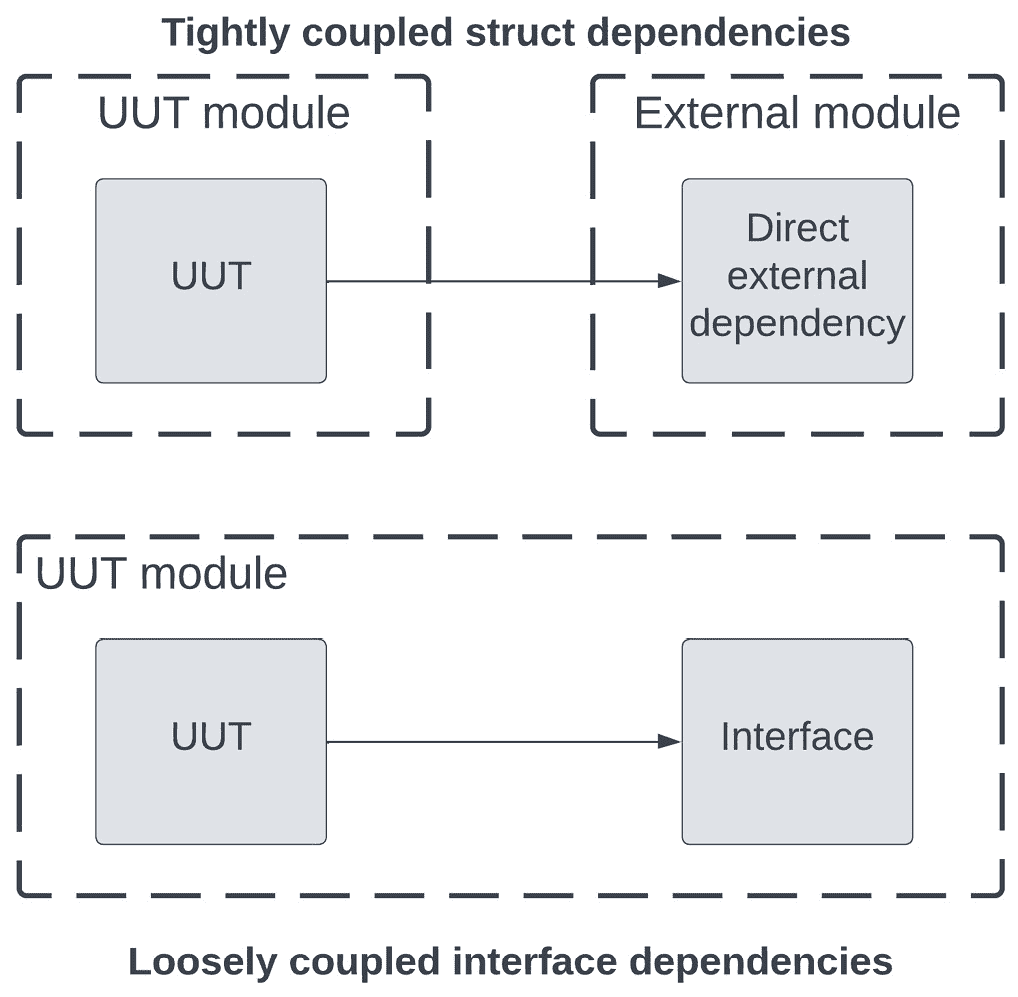 Tightly coupled struct dependencies
UUT module
External module
UUT
Direct
external
dependency
UUT module
UUT
Interface
Loosely coupled interface dependencies